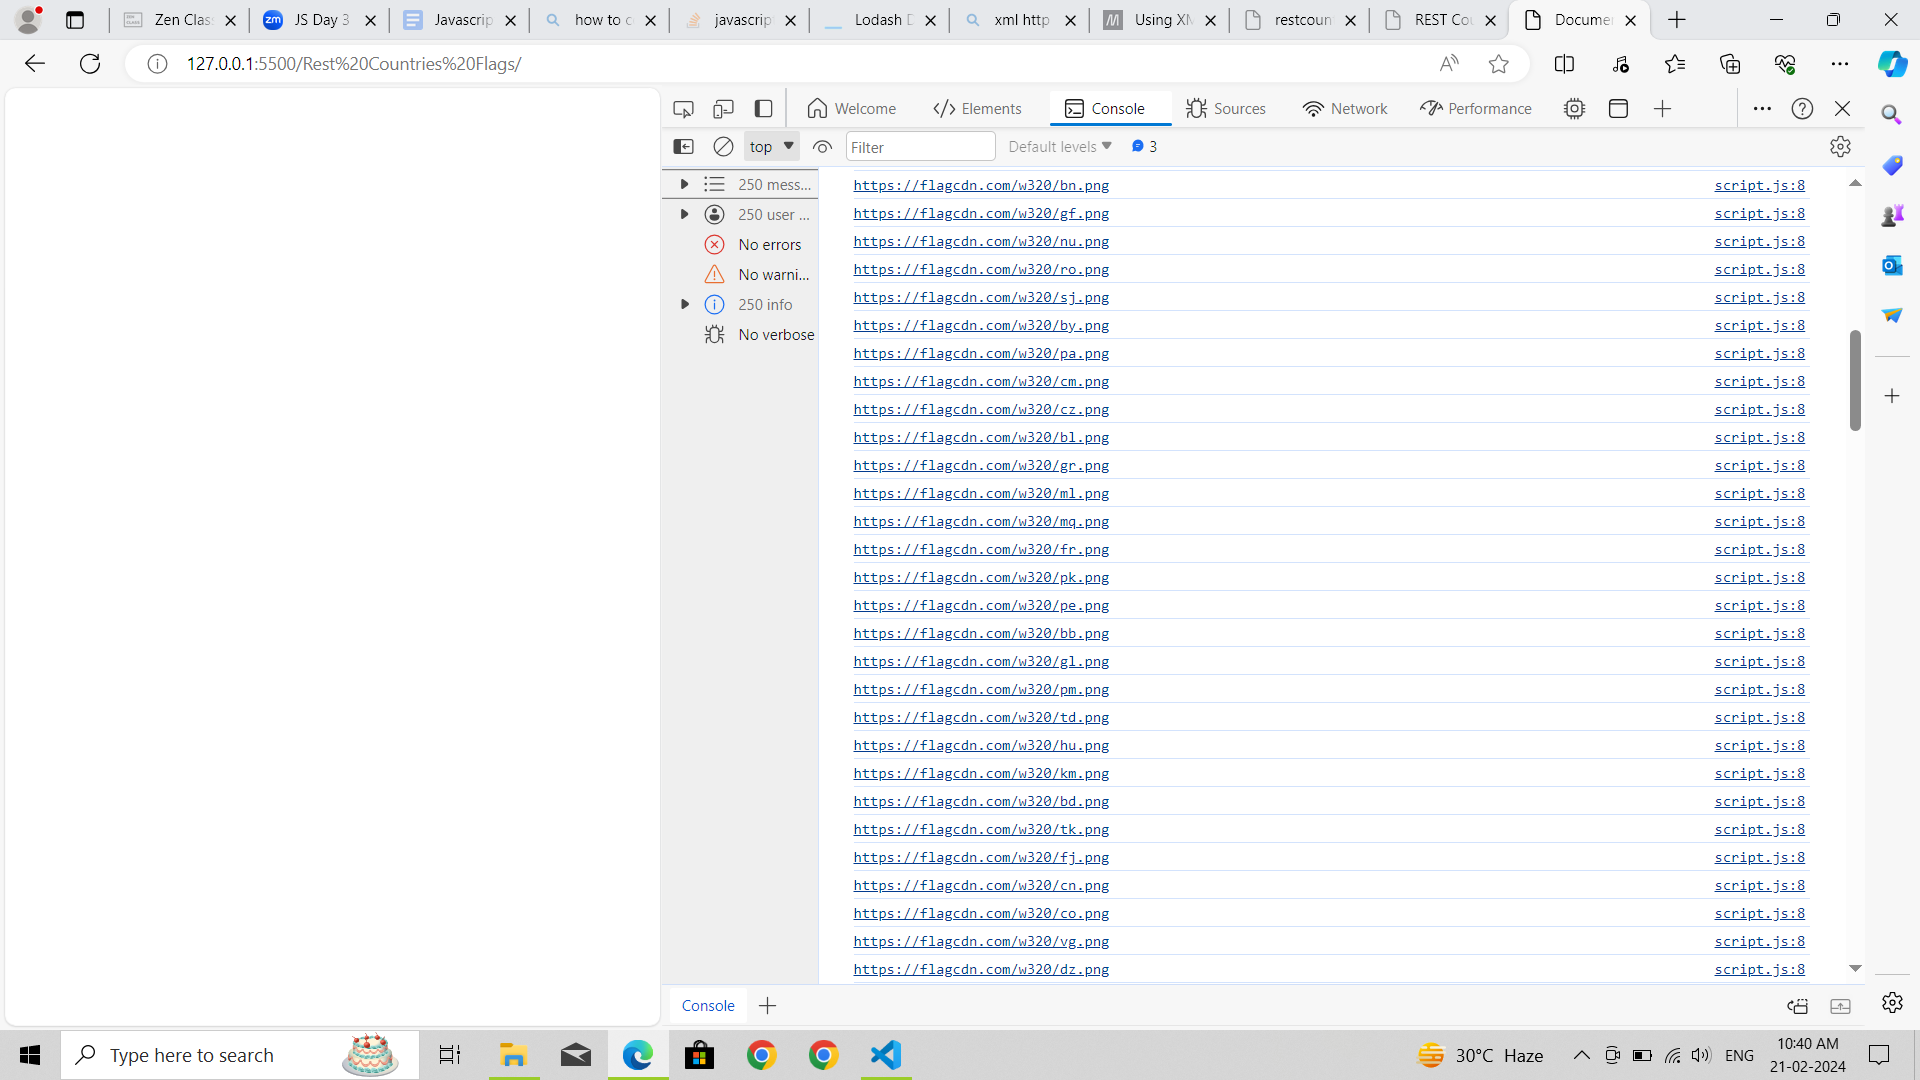 Zen Clas
zm JS Day 3
Javascrip
how to c
javascrip
Lodash D
xml http
M Using XM
restcoun
REST Cou
Documen
127.0.0.1:5500/Rest%20Countries%20Flags/
Welcome
Elements
Console
Sources
Network
Performance
top
Filter
Default levels
3
250 mess...
250 user ...
No errors
No warni...
250 info
No verbose
https://flagcdn.com/w320/bn.png script.js:8
https://flagcdn.com/w320/gf.png script.js:8
https://flagcdn.com/w320/nu.png script.js:8
https://flagcdn.com/w320/ro.png script.js:8
https://flagcdn.com/w320/sj.png script.js:8
https://flagcdn.com/w320/by.png script.js:8
https://flagcdn.com/w320/pa.png script.js:8
https://flagcdn.com/w320/cm.png script.js:8
https://flagcdn.com/w320/cz.png script.js:8
https://flagcdn.com/w320/bl.png script.js:8
https://flagcdn.com/w320/gr.png script.js:8
https://flagcdn.com/w320/ml.png script.js:8
https://flagcdn.com/w320/mq.png script.js:8
https://flagcdn.com/w320/fr.png script.js:8
https://flagcdn.com/w320/pk.png script.js:8
https://flagcdn.com/w320/pe.png script.js:8
https://flagcdn.com/w320/bb.png script.js:8
https://flagcdn.com/w320/gl.png script.js:8
https://flagcdn.com/w320/pm.png script.js:8
https://flagcdn.com/w320/td.png script.js:8
https://flagcdn.com/w320/hu.png script.js:8
https://flagcdn.com/w320/km.png script.js:8
https://flagcdn.com/w320/bd.png script.js:8
https://flagcdn.com/w320/tk.png script.js:8
https://flagcdn.com/w320/fj.png script.js:8
https://flagcdn.com/w320/cn.png script.js:8
https://flagcdn.com/w320/co.png script.js:8
https://flagcdn.com/w320/vg.png script.js:8
https://flagcdn.com/w320/dz.png script.js:8
Console
Type here to search
30°C Haze
ENG
10:40 AM
21-02-2024